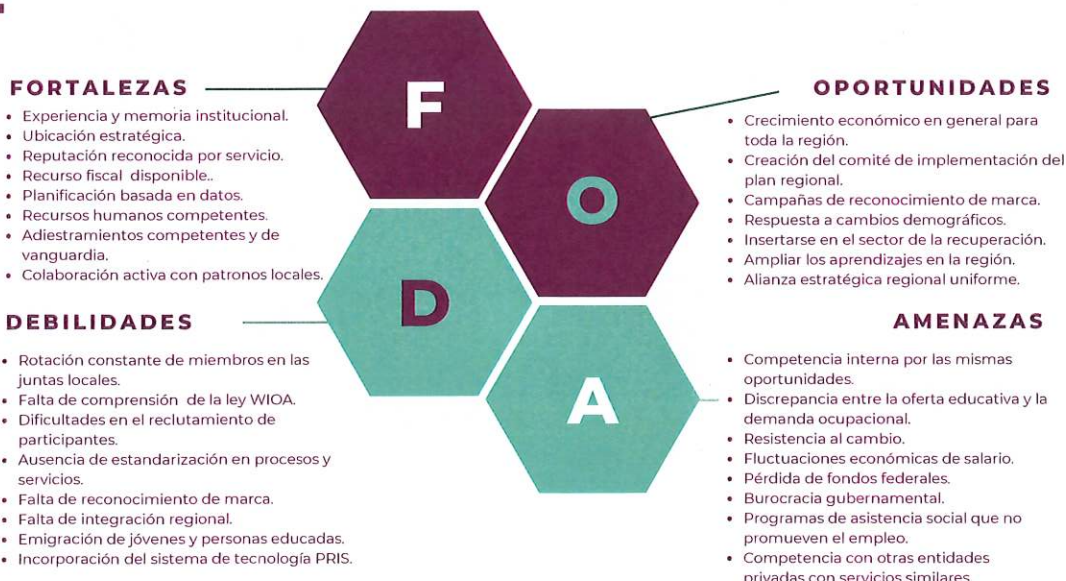 FORTALEZAS
• Experiencia y memoria institucional.
• Ubicación estratégica.
• Reputación reconocida por servicio.
• Recurso fiscal disponible..
• Planificación basada en datos.
• Recursos humanos competentes.
• Adiestramientos competentes y de
vanguardia.
• Colaboración activa con patronos locales.
DEBILIDADES
• Rotación constante de miembros en las
juntas locales.
• Falta de comprensión de la ley WIOA.
• Dificultades en el reclutamiento de
participantes.
• Ausencia de estandarización en procesos y
servicios.
• Falta de reconocimiento de marca.
• Falta de integración regional.
• Emigración de jóvenes y personas educadas.
• Incorporación del sistema de tecnología PRIS.
F
O
D
A
OPORTUNIDADES
• Crecimiento económico en general para
toda la región.
• Creación del comité de implementación del
plan regional.
• Campañas de reconocimiento de marca.
• Respuesta a cambios demográficos.
• Insertarse en el sector de la recuperación.
• Ampliar los aprendizajes en la región.
• Alianza estratégica regional uniforme.
AMENAZAS
• Competencia interna por las mismas
oportunidades.
• Discrepancia entre la oferta educativa y la
demanda ocupacional.
• Resistencia al cambio.
• Fluctuaciones económicas de salario.
• Pérdida de fondos federales.
• Burocracia gubernamental.
• Programas de asistencia social que no
promueven el empleo.
• Competencia con otras entidades
privadas con servicios similares